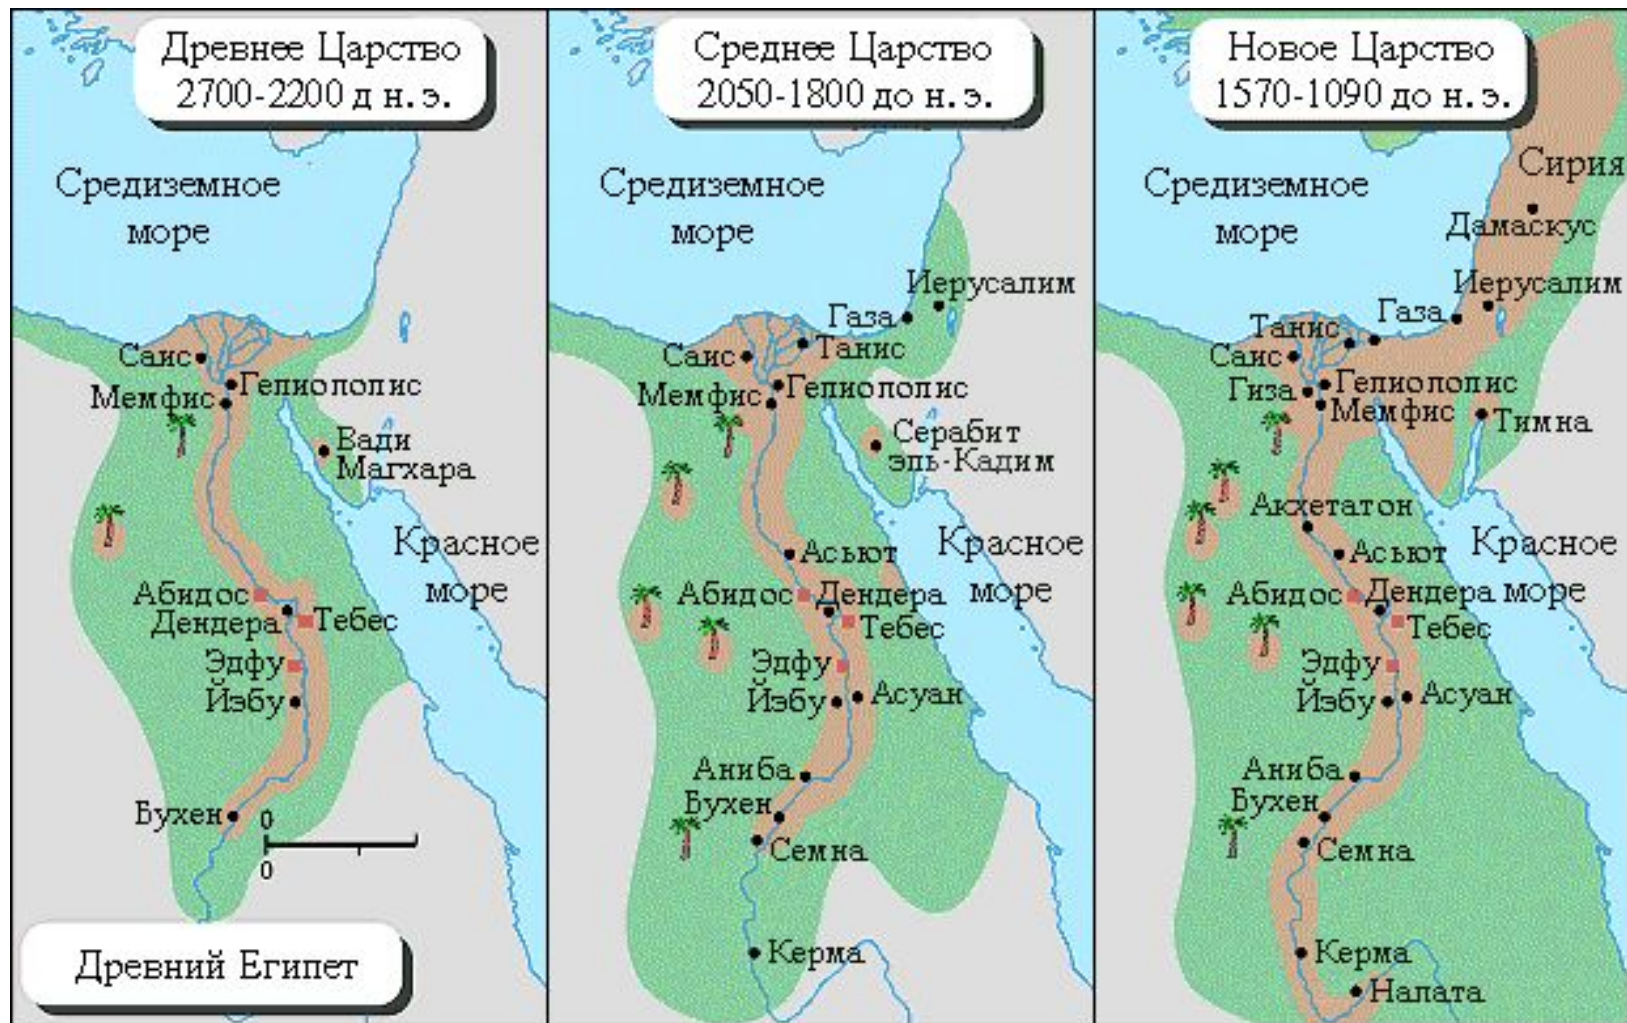 Древнее Царство
2700-2200 д н. э.
Средиземное
море
Саис
Гелиополис
Мемфис
Вади
Магхара
Красное
море
Абидос
Дендера
Тебес
Эдфу
Йэбу
Бухен
0
0
Древний Египет
Среднее Царство
2050-1800 до н. э.
Средиземное
море
Иерусалим
Газа
Танис
Саис
Гелиополис
Мемфис
Серабит
эль-Кадим
Асьют
Красное
море
Абидос
Дендера
Тебес
Эдфу
Йэбу
Асуан
Аниба
Бухен
Семна
Керма
Новое Царство
1570-1090 до н. э.
Сирия
Средиземное
море
Дамаскус
Иерусалим
Газа
Танис
Саис
Гелиополис
Гиза
Мемфис
Тимна
Акхетатон
Асьют
Красное
море
Абидос
Дендера
Тебес
Эдфу
Йэбу
Асуан
Аниба
Бухен
Семна
Керма
Напата